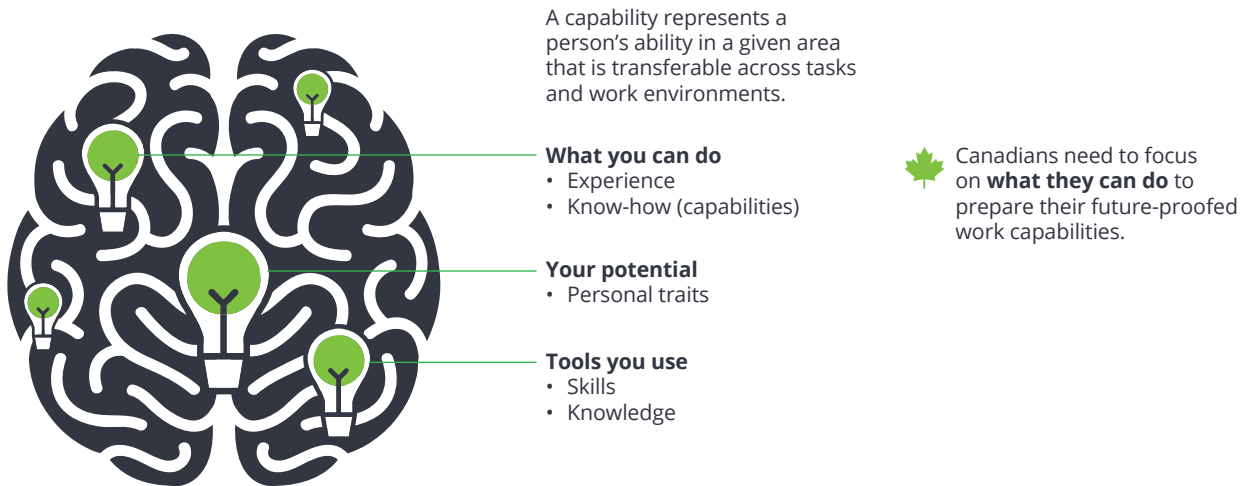 A capability represents a
person’s ability in a given area
that is transferable across tasks
and work environments.
What you can do
• Experience
• Know-how (capabilities)
Your potential
• Personal traits
Tools you use
• Skills
• Knowledge
Canadians need to focus
on what they can do to
prepare their future-proofed
work capabilities.